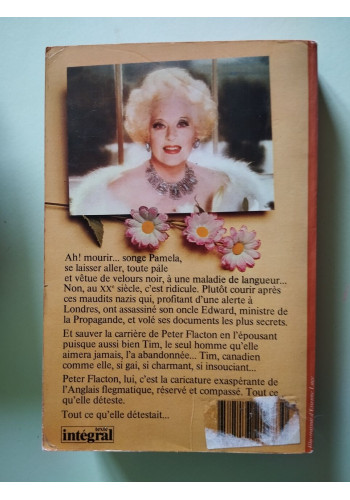 Ah! mourir... songe Pamela,
se laisser aller, toute pâle
et vêtue de velours noir, à une maladie de langueur...
Non, au XXᵉ siècle, c'est ridicule. Plutôt courir après
ces maudits nazis qui, profitant d'une alerte à
Londres, ont assassiné son oncle Edward, ministre de
la Propagande, et volé ses documents les plus secrets.
Et sauver la carrière de Peter Flacton en l'épousant
puisque aussi bien Tim, le seul homme qu'elle
aimera jamais, l'a abandonnée... Tim, canadien
comme elle, si gai, si charmant, si insouciant...
Peter Flacton, lui, c'est la caricature exaspérante de
l'Anglais flegmatique, réservé et compassé. Tout ce
qu'elle déteste.
Tout ce qu'elle détestait...
texte
intégral